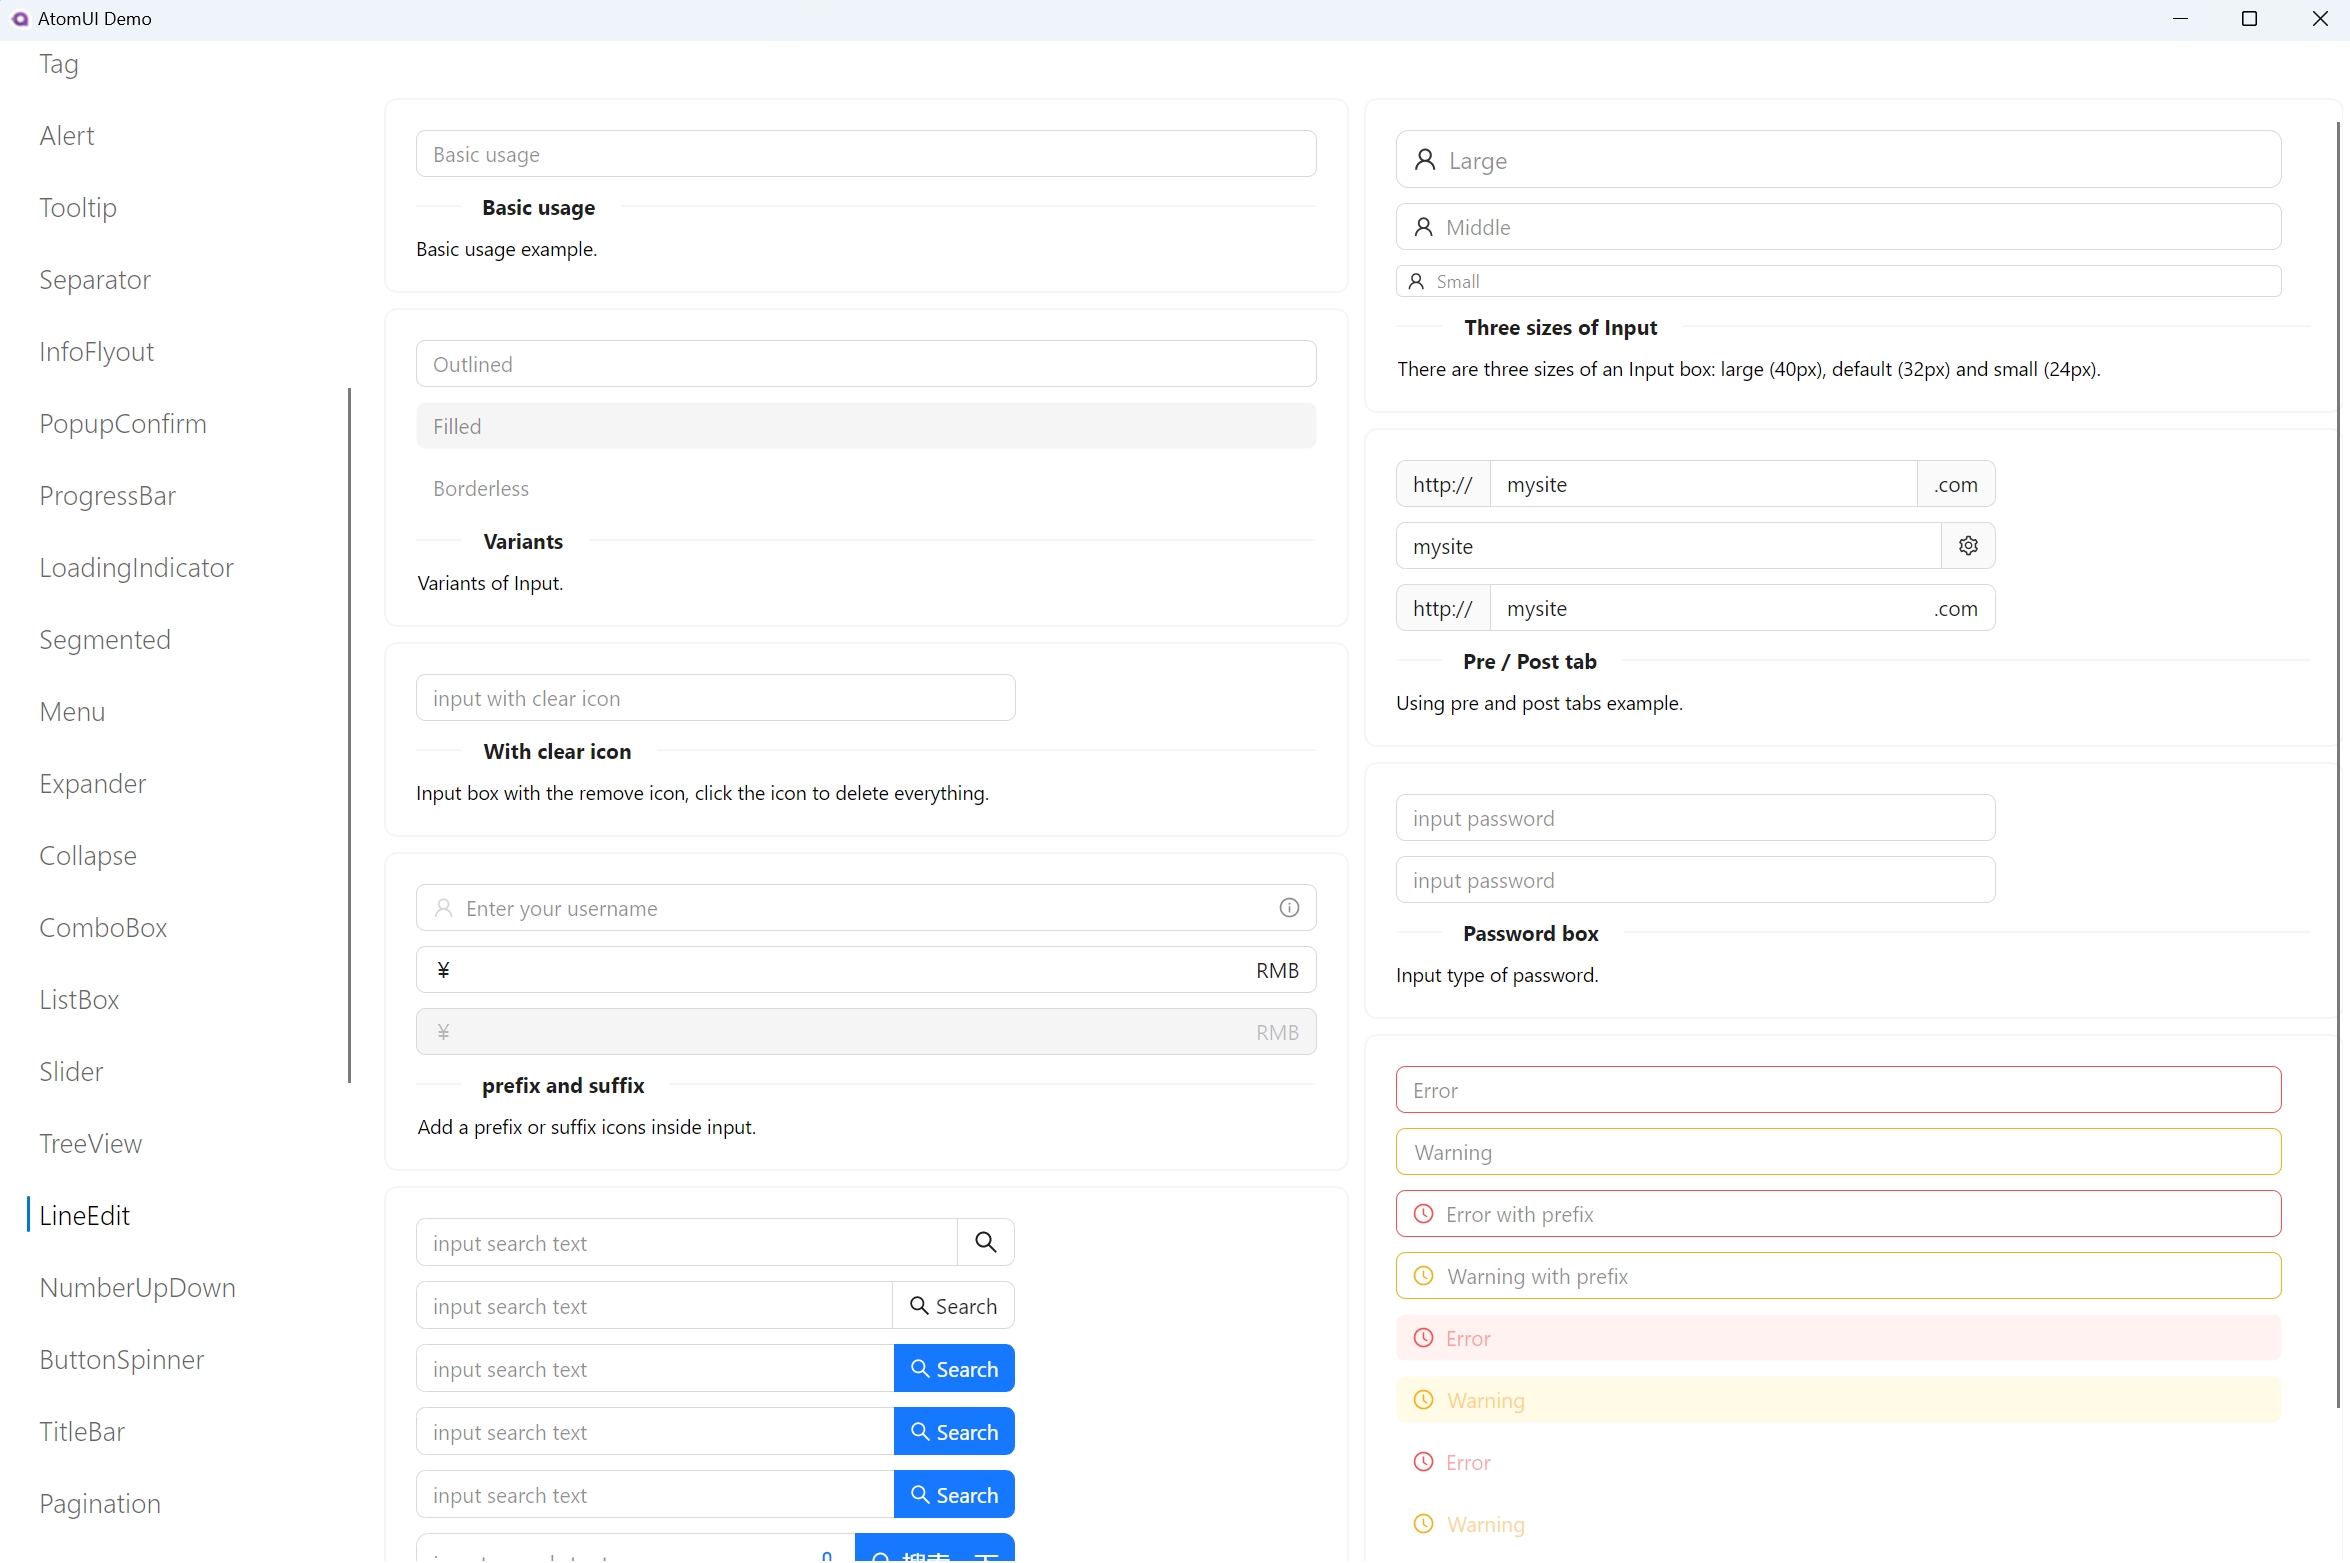 AtomUI Demo
Tag
Alert
Tooltip
Separator
InfoFlyout
PopupConfirm
ProgressBar
LoadingIndicator
Segmented
Menu
Expander
Collapse
ComboBox
ListBox
Slider
TreeView
LineEdit
NumberUpDown
ButtonSpinner
TitleBar
Pagination
Basic usage
Basic usage
Basic usage example.
Outlined
Filled
Borderless
Variants
Variants of Input.
input with clear icon
With clear icon
Input box with the remove icon, click the icon to delete everything.
Enter your username
¥ RMB
¥ RMB
prefix and suffix
Add a prefix or suffix icons inside input.
input search text
input search text Search
input search text Search
input search text Search
input search text Search
Large
Middle
Small
Three sizes of Input
There are three sizes of an Input box: large (40px), default (32px) and small (24px).
http:// mysite .com
mysite
http:// mysite .com
Pre / Post tab
Using pre and post tabs example.
input password
input password
Password box
Input type of password.
Error
Warning
Error with prefix
Warning with prefix
Error
Warning
Error
Warning